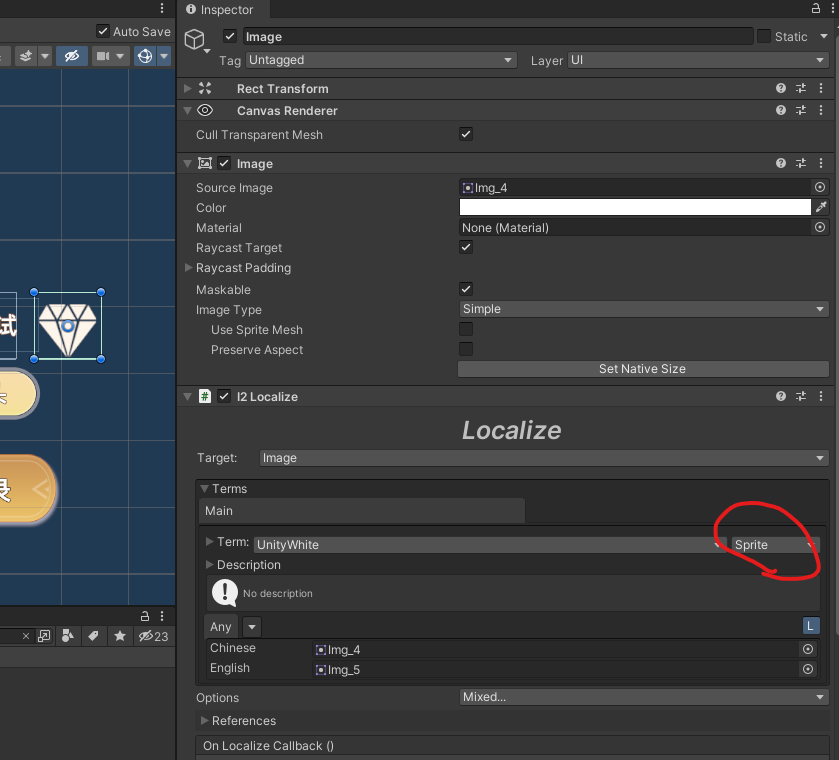 Inspector
Auto Save
Image
Static
Tag
Untagged
Layer
UI
Rect Transform
Canvas Renderer
Cull Transparent Mesh
Image
Source Image
Img_4
Color
Material
None (Material)
Raycast Target
Raycast Padding
Maskable
Image Type
Simple
Use Sprite Mesh
Preserve Aspect
Set Native Size
试
录
# I2 Localize
Localize
Target:
Image
Terms
Main
Term:
UnityWhite
Sprite
Description
No description
Any
L
Chinese
Img_4
English
Img_5
23
Options
Mixed...
References
On Localize Callback ()